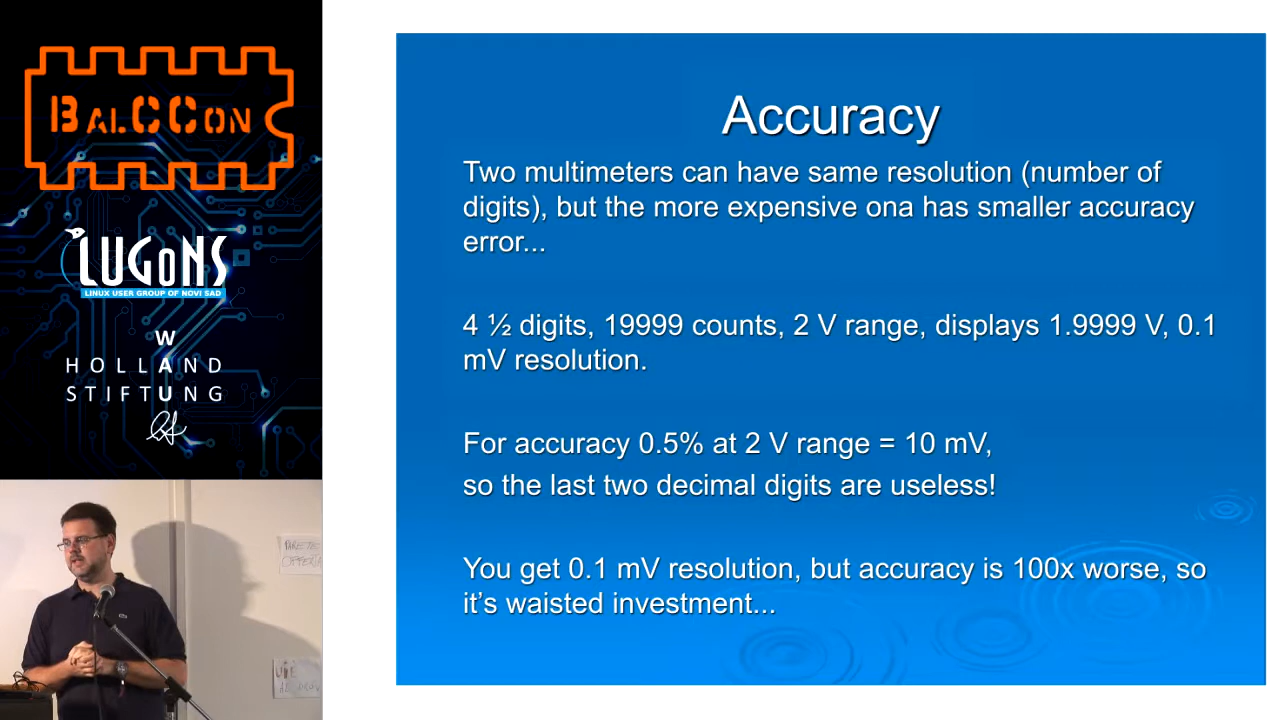 BALCCON
LUGoNS
LINUX USER GROUP OF NOVI SAD
W
HOLLAND
STIFTUNG
Accuracy
Two multimeters can have same resolution (number of
digits), but the more expensive ona has smaller accuracy
error...
4 ½ digits, 19999 counts, 2 V range, displays 1.9999 V, 0.1
mV resolution.
For accuracy 0.5% at 2 V range = 10 mV,
so the last two decimal digits are useless!
You get 0.1 mV resolution, but accuracy is 100x worse, so
it's waisted investment...